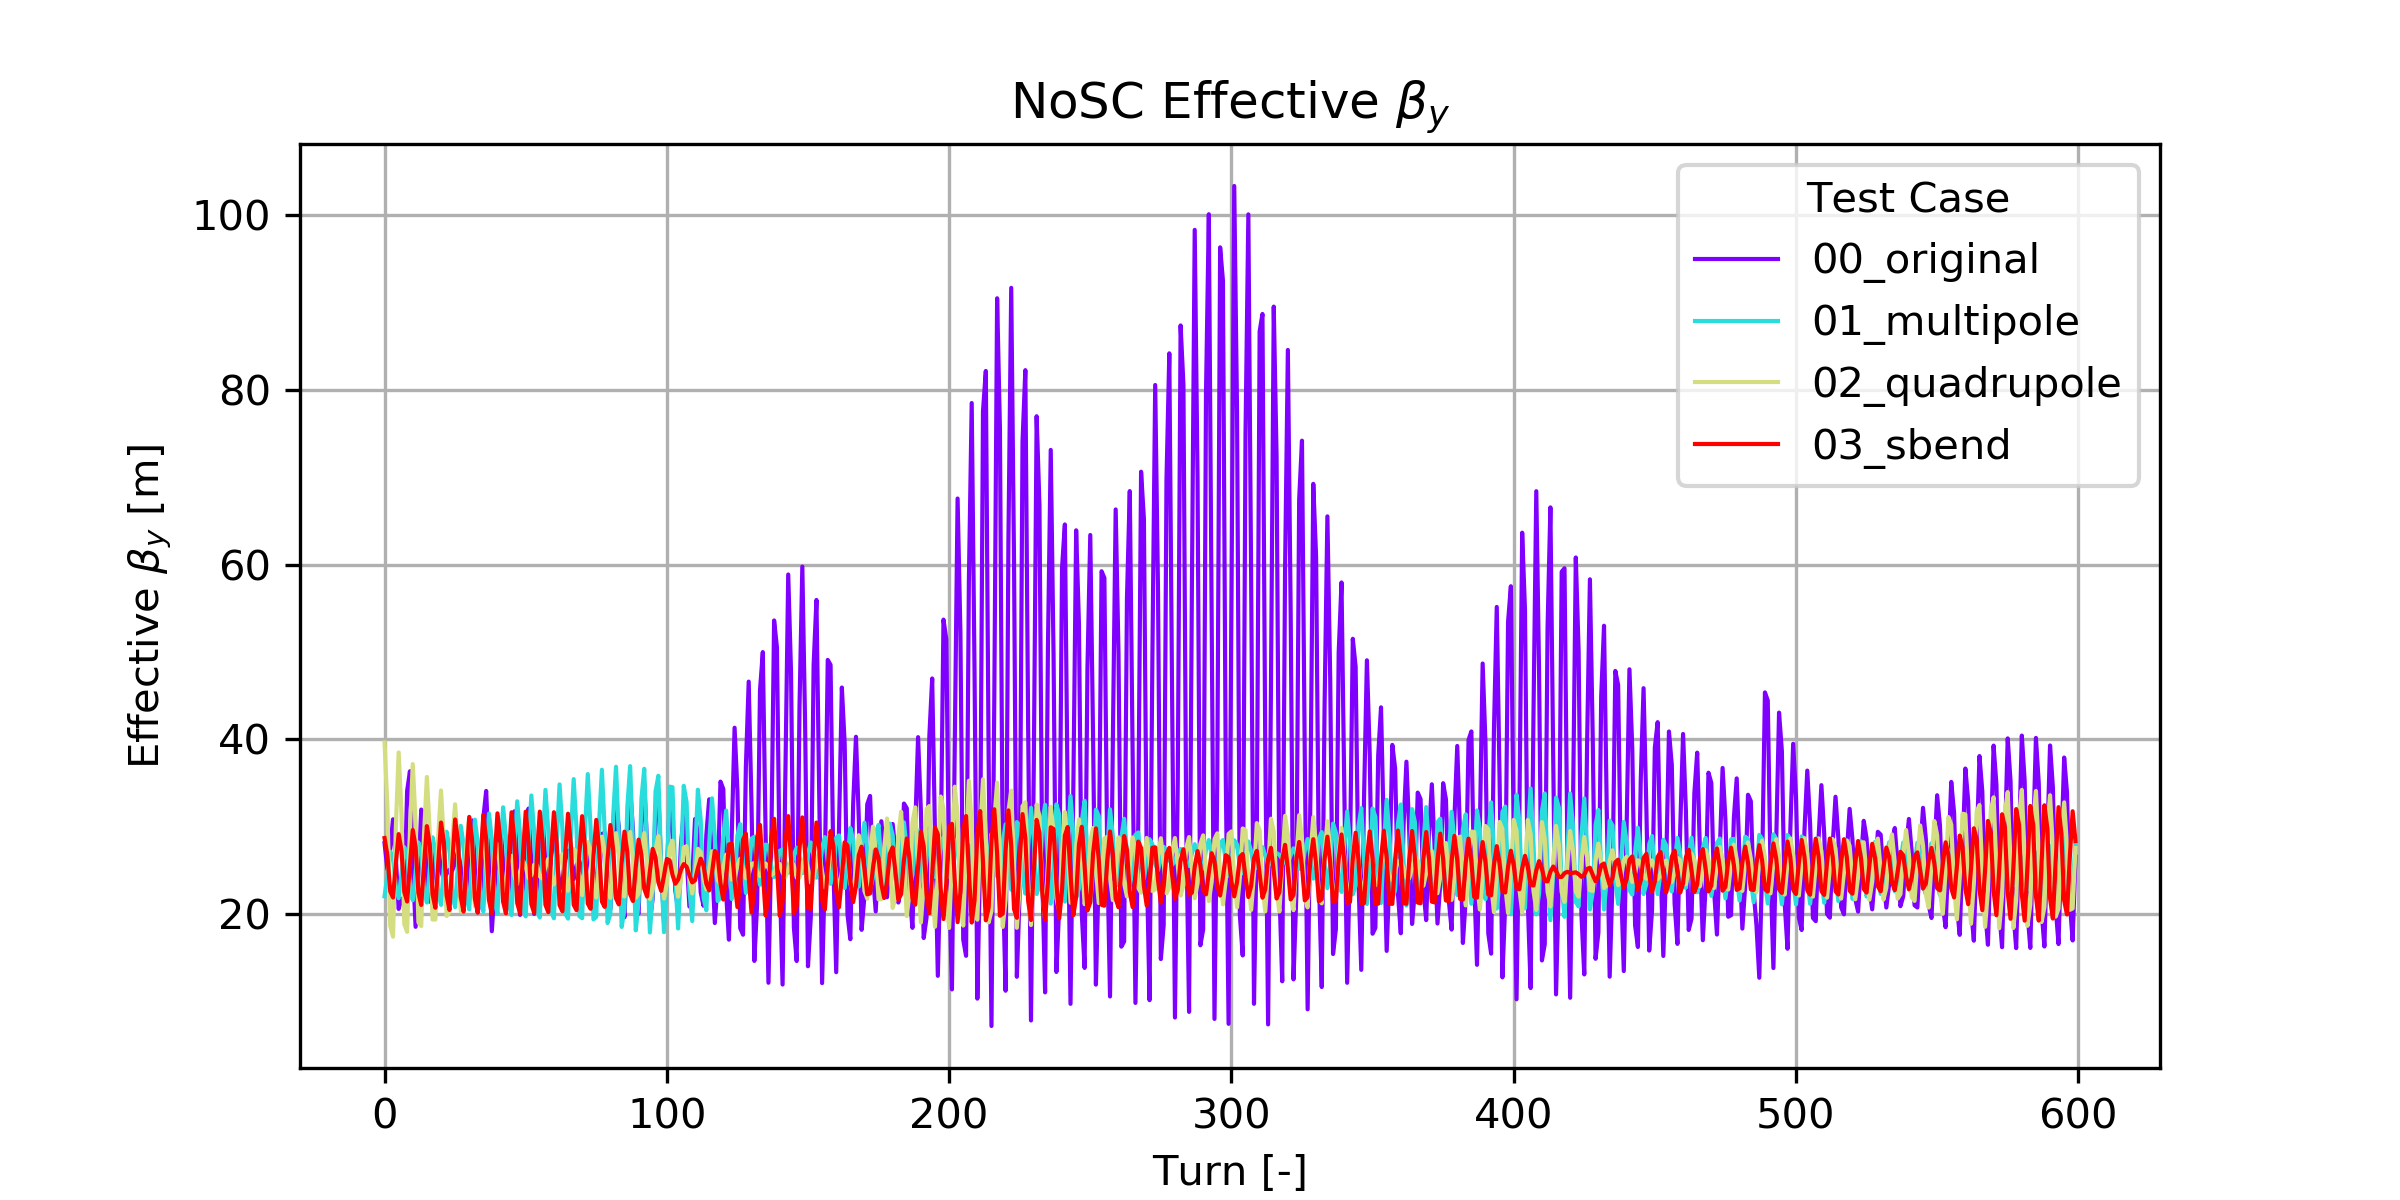 NoSC Effective βy
Effective βy [m]
100
80
60
40
20
0 100 200 300 400 500 600
Turn [-]
Test Case
00_original
01_multipole
02_quadrupole
03_sbend